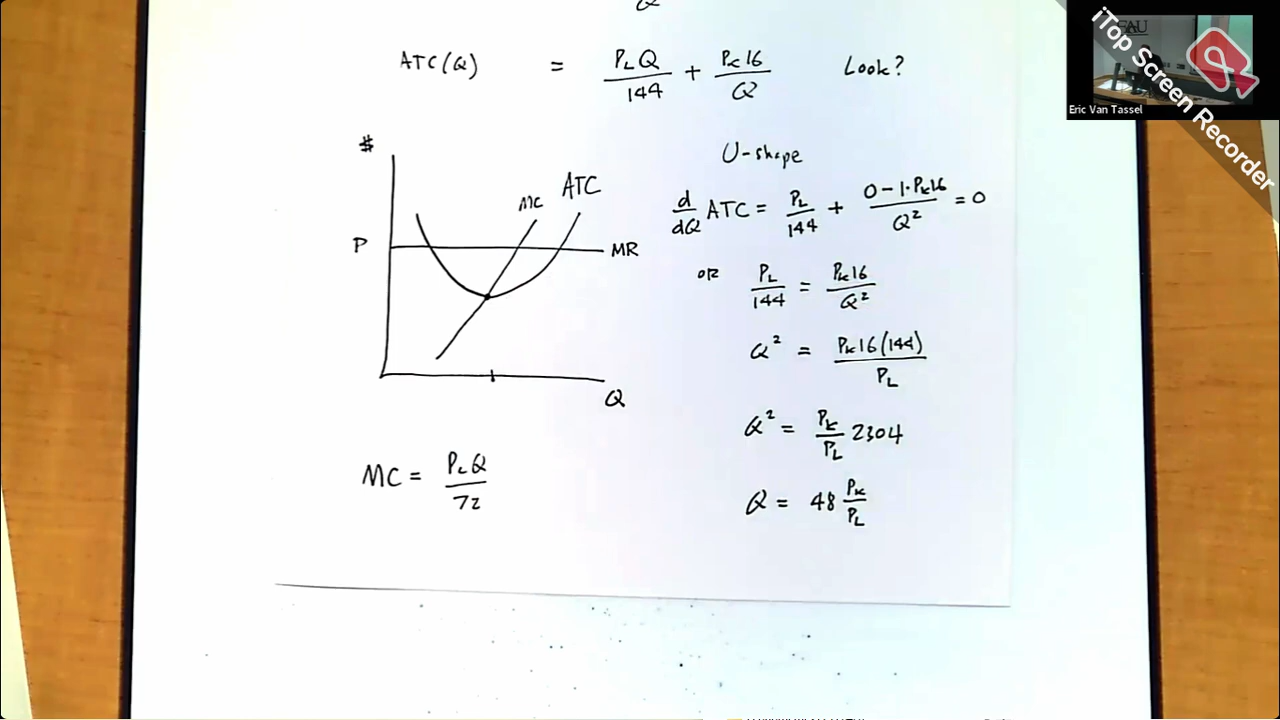 Q
ATC(Q) = P_L Q / 144 + P_K 16 / Q Look?
$
U-shape
MC ATC
d/dQ ATC = P_L / 144 + 0-1·P_K 16 / Q² = 0
P MR
OR P_L / 144 = P_K 16 / Q²
Q² = P_K 16(144) / P_L
Q
Q² = P_K / P_L 2304
MC = P_L Q / 72
Q = 48 P_K / P_L
FAU
Eric Van Tassel
iTop Screen Recorder